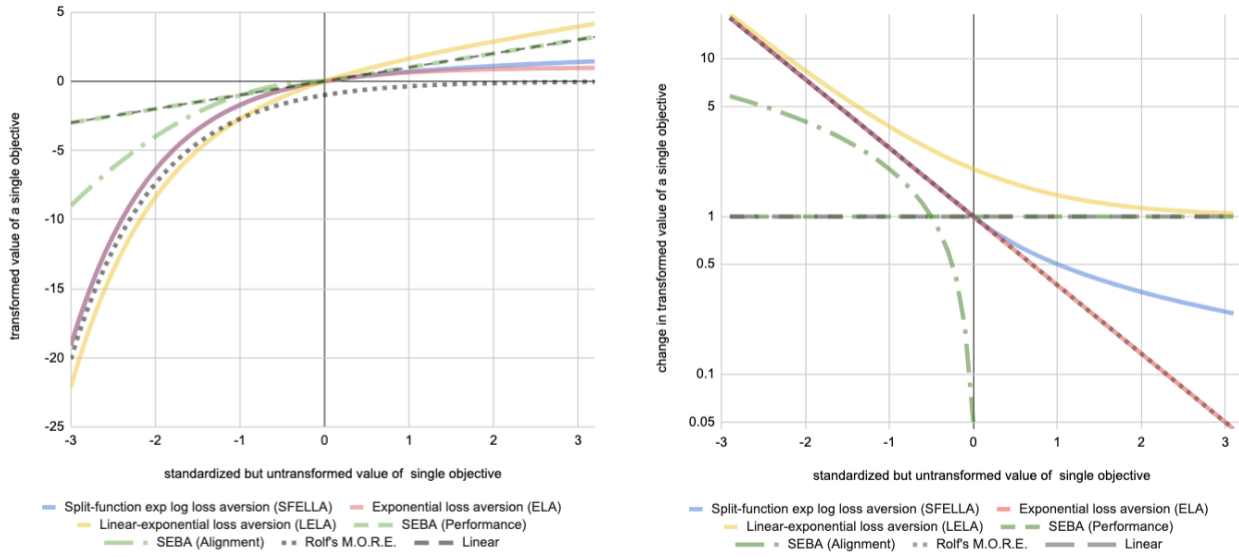 5
0
-5
-10
-15
-20
-25
transformed value of a single objective
-3 -2 -1 0 1 2 3
standardized but untransformed value of single objective
Split-function exp log loss aversion (SFELLA) Exponential loss aversion (ELA)
Linear-exponential loss aversion (LELA) SEBA (Performance)
SEBA (Alignment) Rolf's M.O.R.E. Linear
10
5
1
0.5
0.1
0.05
change in transformed value of a single objective
-3 -2 -1 0 1 2 3
standardized but untransformed value of single objective
Split-function exp log loss aversion (SFELLA) Exponential loss aversion (ELA)
Linear-exponential loss aversion (LELA) SEBA (Performance)
SEBA (Alignment) Rolf's M.O.R.E. Linear